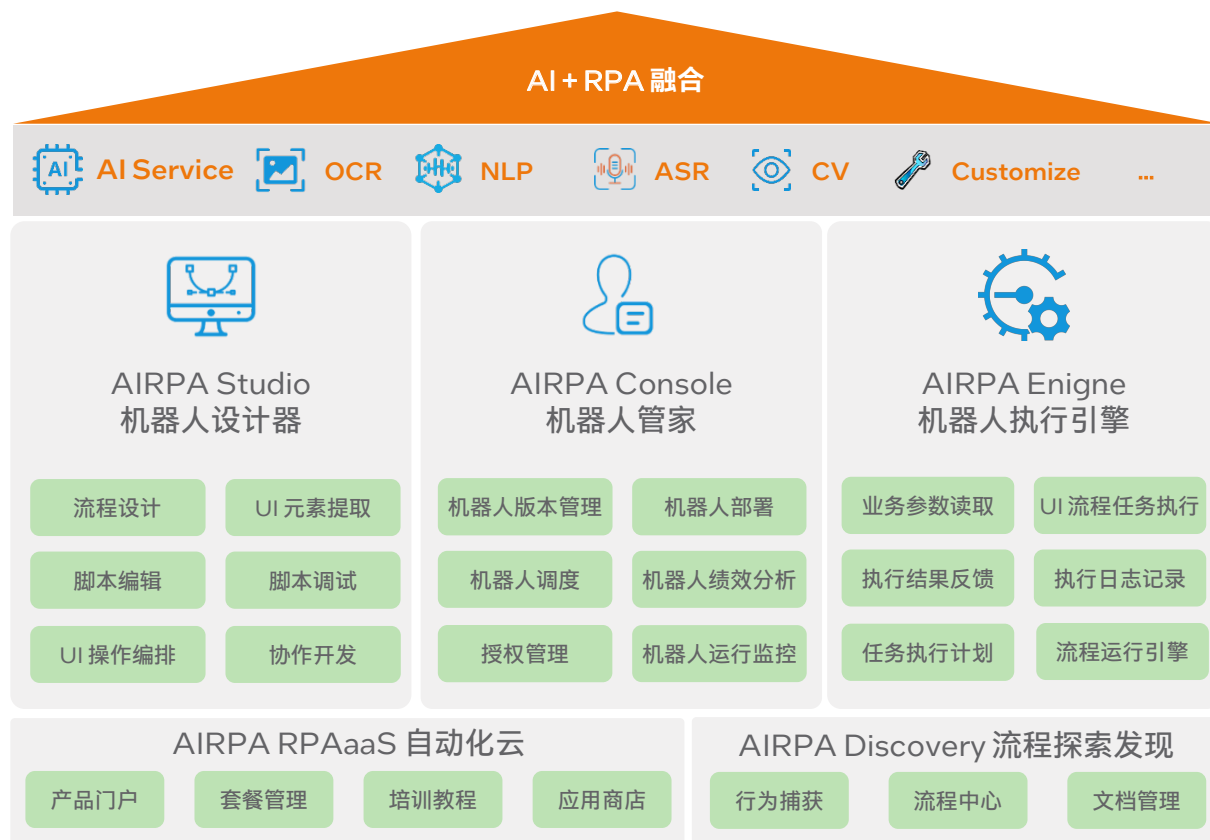 AI + RPA 融合
AI
AI Service
OCR
NLP
ASR
CV
Customize
...
AIRPA Studio
机器人设计器
流程设计
UI 元素提取
脚本编辑
脚本调试
UI 操作编排
协作开发
AIRPA Console
机器人管家
机器人版本管理
机器人部署
机器人调度
机器人绩效分析
授权管理
机器人运行监控
AIRPA Enigne
机器人执行引擎
业务参数读取
UI 流程任务执行
执行结果反馈
执行日志记录
任务执行计划
流程运行引擎
AIRPA RPAaaS 自动化云
产品门户
套餐管理
培训教程
应用商店
AIRPA Discovery 流程探索发现
行为捕获
流程中心
文档管理